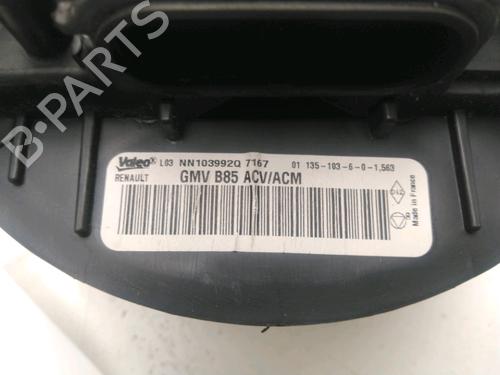 B-PARTS
Valeo L03 NN103992Q 7167 01 135-103-6-0-1,563
RENAULT GMV B85 ACV/ACM
Made in France